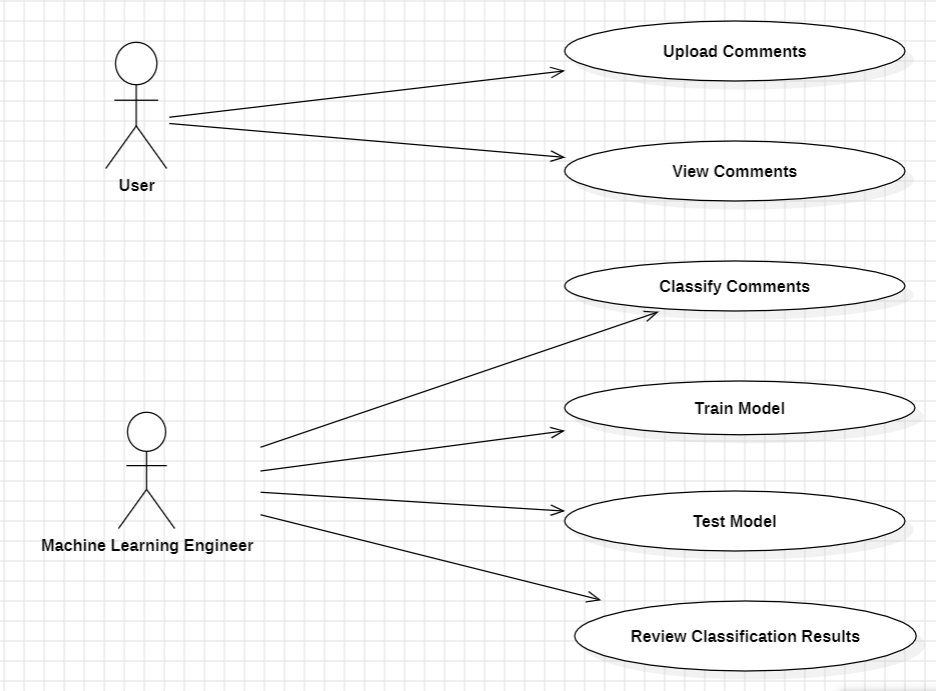 Upload Comments
View Comments
User
Classify Comments
Train Model
Test Model
Machine Learning Engineer
Review Classification Results